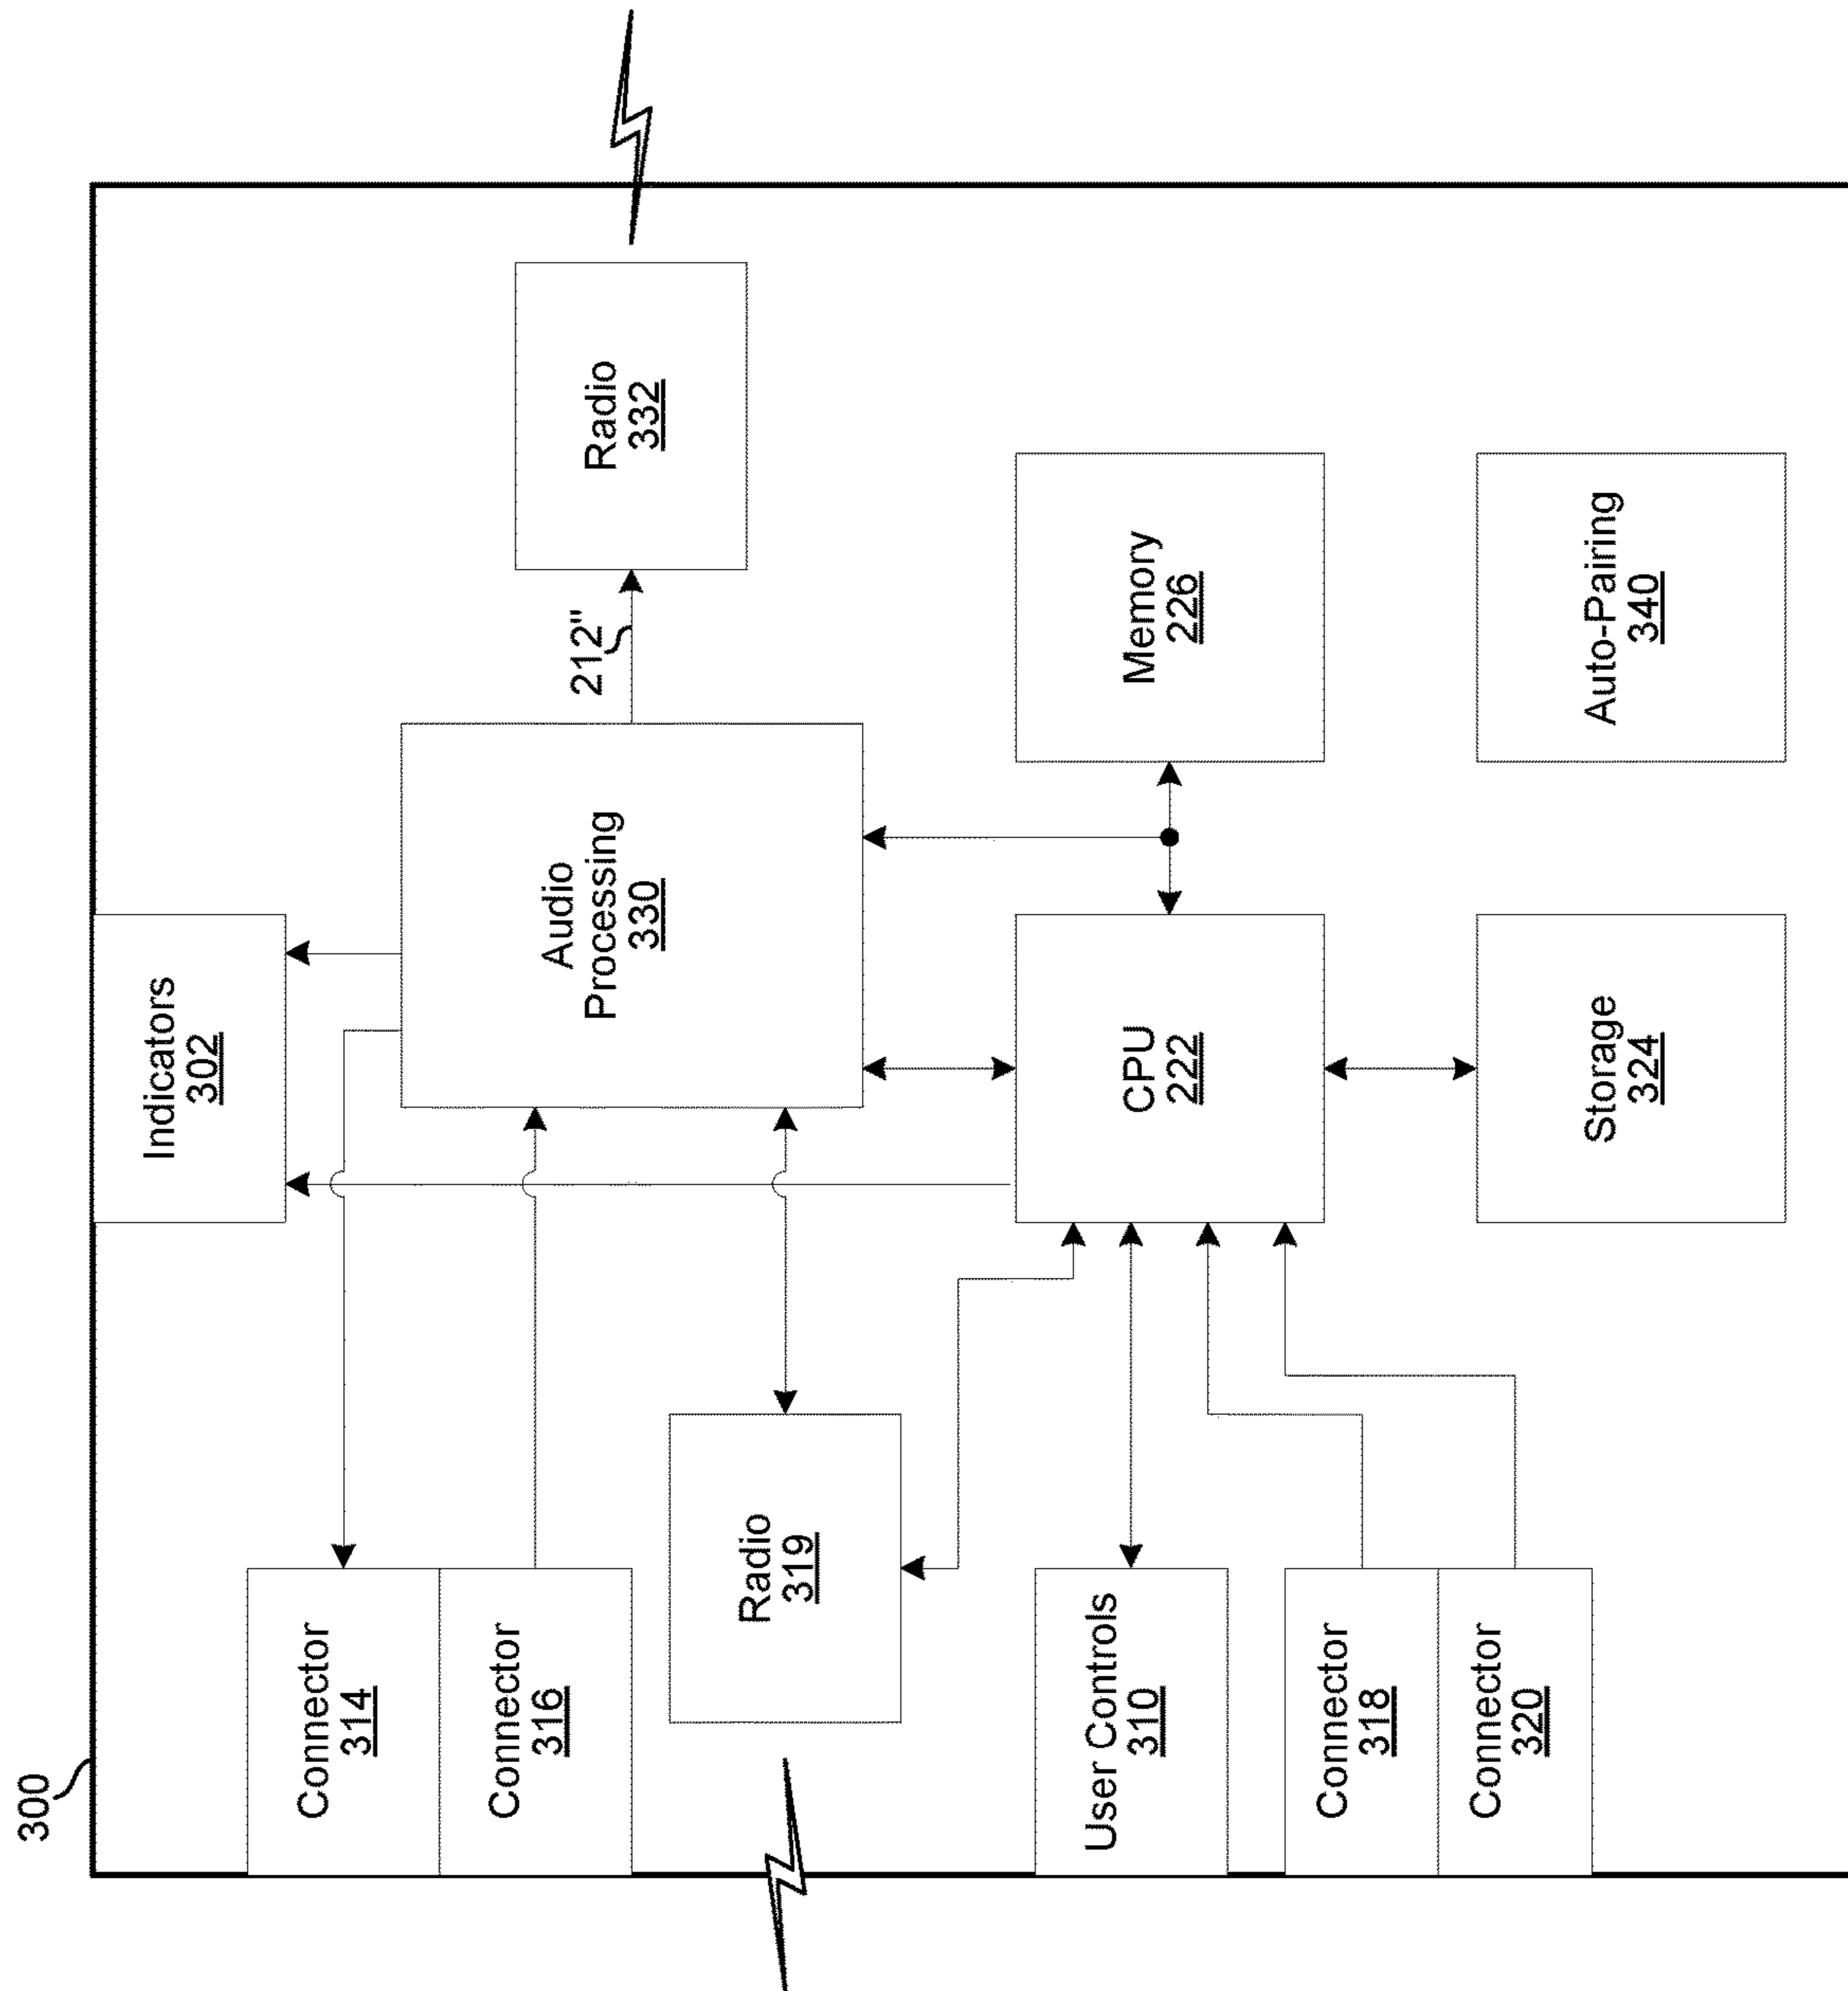 300
Indicators
302
Connector
314
Connector
316
Audio
Processing
330
212"
Radio
332
Radio
319
User Controls
310
CPU
222
Memory
226
Connector
318
Connector
320
Storage
324
Auto-Pairing
340